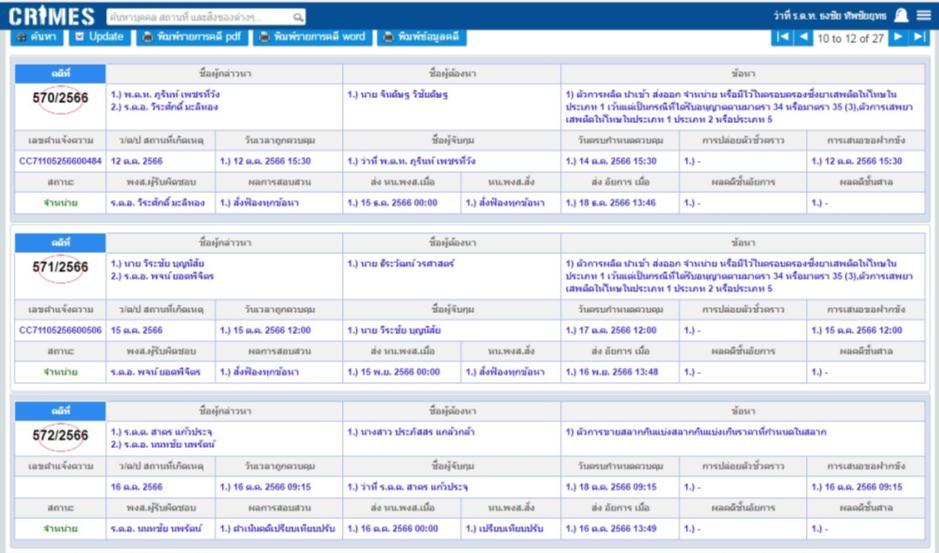 CRIMES ค้นหาบุคคล สถานที่ และสิ่งของต่างๆ... ว่าที่ ร.ต.ท. ธงชัย ทัพชัยยุทธ
ค้นหา Update พิมพ์รายการคดี pdf พิมพ์รายการคดี word พิมพ์ข้อมูลคดี 10 to 12 of 27
คดีที่ ชื่อผู้กล่าวหา ชื่อผู้ต้องหา ข้อหา
570/2566 1.) พ.ต.ท. ภูรินท์ เพชรที่วัง 1.) นาย จินดิษฐ วิชัยดิษฐ 1) ตัวการผลิต นำเข้า ส่งออก จำหน่าย หรือมีไว้ในครอบครองซึ่งยาเสพติดให้โทษใน
2.) ร.ต.อ. วีระศักดิ์ มะลิทอง ประเภท 1 เว้นแต่เป็นกรณีที่ได้รับอนุญาตตามมาตรา 34 หรือมาตรา 35 (3),ตัวการเสพยา
เสพติดให้โทษในประเภท 1 ประเภท 2 หรือประเภท 5
เลขคำแจ้งความ ว/ด/ป สถานที่เกิดเหตุ วันเวลาถูกควบคุม ชื่อผู้จับกุม วันครบกำหนดควบคุม การปล่อยตัวชั่วคราว การเสนอขอฝากขัง
CC71105256600484 12 ต.ค. 2566 1.) 12 ต.ค. 2566 15:30 1.) ว่าที่ พ.ต.ท. ภูรินท์ เพชรที่วัง 1.) 14 ต.ค. 2566 15:30 1.) - 1.) 12 ต.ค. 2566 15:30
สถานะ พงส.ผู้รับผิดชอบ ผลการสอบสวน ส่ง หน.พงส.เมื่อ หน.พงส.สั่ง ส่ง อัยการ เมื่อ ผลคดีชั้นอัยการ ผลคดีชั้นศาล
จำหน่าย ร.ต.อ. วีระศักดิ์ มะลิทอง 1.) สั่งฟ้องทุกข้อหา 1.) 15 ธ.ค. 2566 00:00 1.) สั่งฟ้องทุกข้อหา 1.) 18 ธ.ค. 2566 13:46 1.) - 1.) -
คดีที่ ชื่อผู้กล่าวหา ชื่อผู้ต้องหา ข้อหา
571/2566 1.) นาย วีระชัย บุญนิสัย 1.) นาย ธีระวัฒน์ วรศาสตร์ 1) ตัวการผลิต นำเข้า ส่งออก จำหน่าย หรือมีไว้ในครอบครองซึ่งยาเสพติดให้โทษใน
2.) ร.ต.อ. พจน์ ยอดพิจิตร ประเภท 1 เว้นแต่เป็นกรณีที่ได้รับอนุญาตตามมาตรา 34 หรือมาตรา 35 (3),ตัวการเสพยา
เสพติดให้โทษในประเภท 1 ประเภท 2 หรือประเภท 5
เลขคำแจ้งความ ว/ด/ป สถานที่เกิดเหตุ วันเวลาถูกควบคุม ชื่อผู้จับกุม วันครบกำหนดควบคุม การปล่อยตัวชั่วคราว การเสนอขอฝากขัง
CC71105256600506 15 ต.ค. 2566 1.) 15 ต.ค. 2566 12:00 1.) นาย วีระชัย บุญนิสัย 1.) 17 ต.ค. 2566 12:00 1.) - 1.) 15 ต.ค. 2566 12:00
สถานะ พงส.ผู้รับผิดชอบ ผลการสอบสวน ส่ง หน.พงส.เมื่อ หน.พงส.สั่ง ส่ง อัยการ เมื่อ ผลคดีชั้นอัยการ ผลคดีชั้นศาล
จำหน่าย ร.ต.อ. พจน์ ยอดพิจิตร 1.) สั่งฟ้องทุกข้อหา 1.) 15 พ.ย. 2566 00:00 1.) สั่งฟ้องทุกข้อหา 1.) 16 พ.ย. 2566 13:48 1.) - 1.) -
คดีที่ ชื่อผู้กล่าวหา ชื่อผู้ต้องหา ข้อหา
572/2566 1.) ร.ต.ต. สาคร แก้วประจุ 1.) นางสาว ประภัสสร แกล้วกล้า 1) ตัวการขายสลากกินแบ่งสลากกินแบ่งเกินราคาที่กำหนดในสลาก
2.) ร.ต.อ. นนทชัย นพรัตน์
เลขคำแจ้งความ ว/ด/ป สถานที่เกิดเหตุ วันเวลาถูกควบคุม ชื่อผู้จับกุม วันครบกำหนดควบคุม การปล่อยตัวชั่วคราว การเสนอขอฝากขัง
16 ต.ค. 2566 1.) 16 ต.ค. 2566 09:15 1.) ว่าที่ ร.ต.ต. สาคร แก้วประจุ 1.) 18 ต.ค. 2566 09:15 1.) - 1.) 16 ต.ค. 2566 09:15
สถานะ พงส.ผู้รับผิดชอบ ผลการสอบสวน ส่ง หน.พงส.เมื่อ หน.พงส.สั่ง ส่ง อัยการ เมื่อ ผลคดีชั้นอัยการ ผลคดีชั้นศาล
จำหน่าย ร.ต.อ. นนทชัย นพรัตน์ 1.) ดำเนินคดีเปรียบเทียบปรับ 1.) 16 ต.ค. 2566 00:00 1.) เปรียบเทียบปรับ 1.) 16 ต.ค. 2566 13:49 1.) - 1.) -